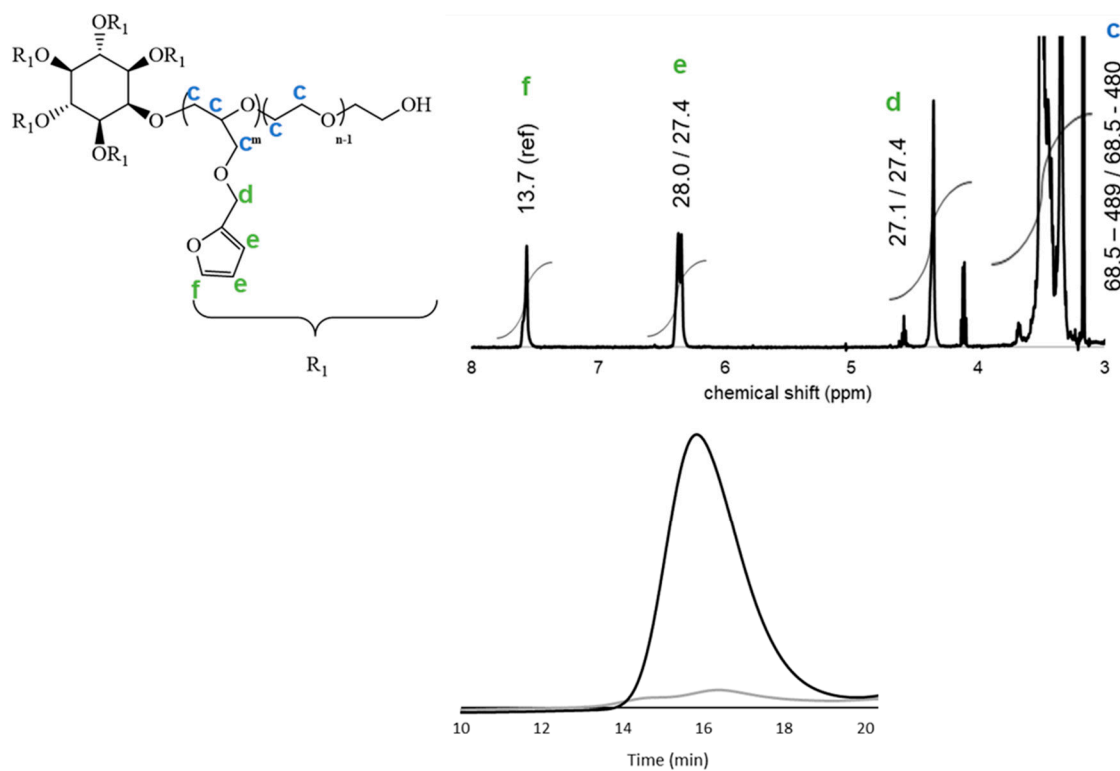 R1
R1O
OR1
R1O
O
OR1
c
c
O
c
O
c
OH
m
n-1
c
O
d
O
e
f
e
R1
f
e
d
c
13.7 (ref)
28.0 / 27.4
27.1 / 27.4
68.5 – 489 / 68.5 - 480
8 7 6 5 4 3
chemical shift (ppm)
10 12 14 16 18 20
Time (min)